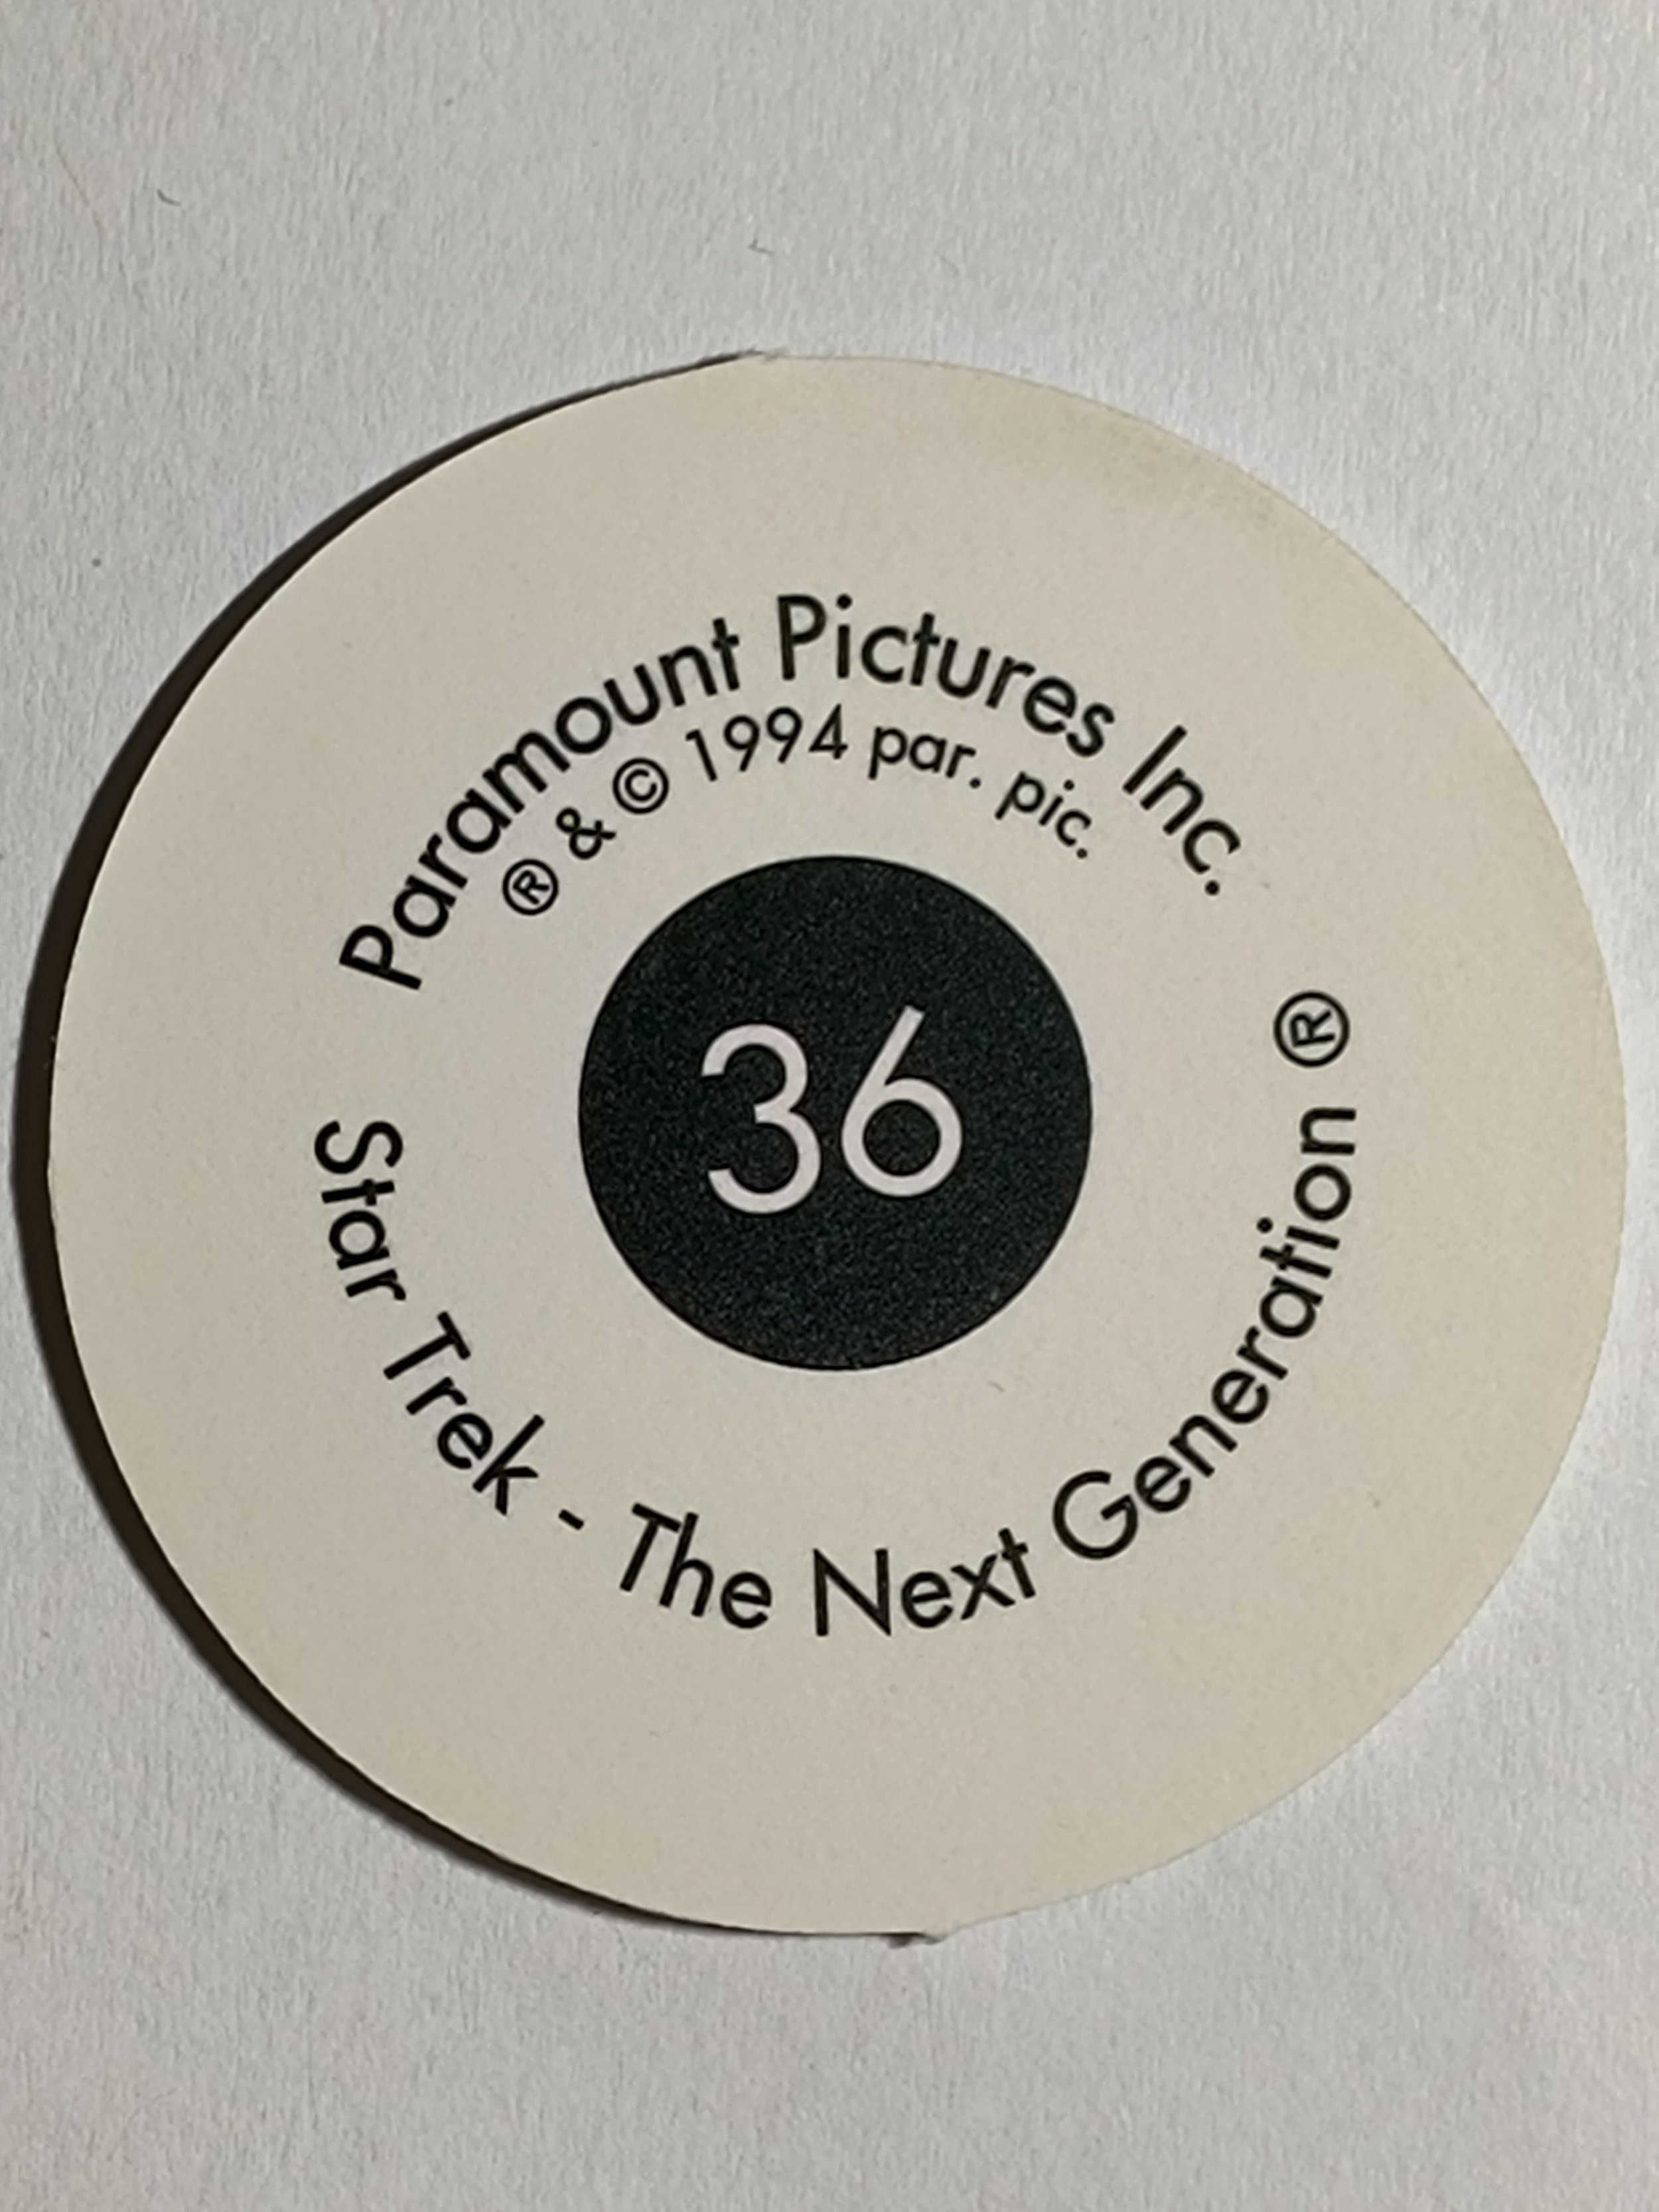 Paramount Pictures Inc.
® & © 1994 par. pic.
36
Star Trek - The Next Generation ®